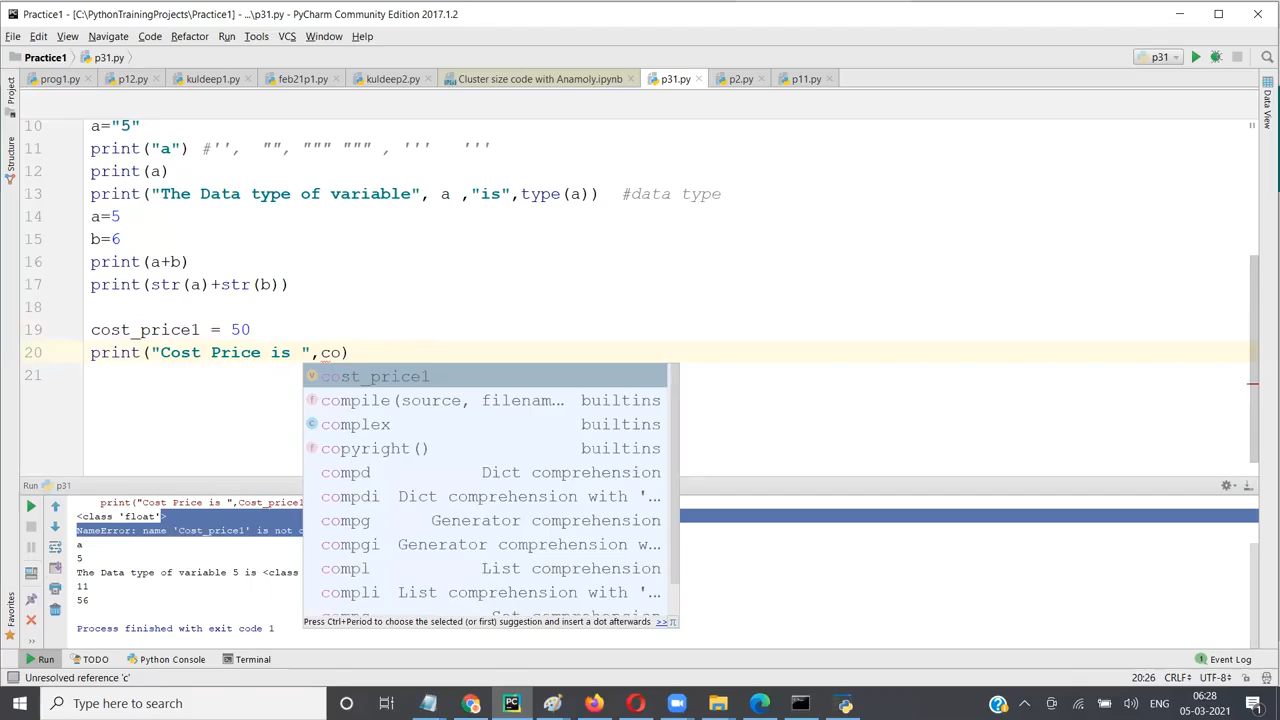 Practice1 - [C:\PythonTrainingProjects\Practice1] - ...\p31.py - PyCharm Community Edition 2017.1.2
File Edit View Navigate Code Refactor Run Tools VCS Window Help
Practice1 p31.py p31
prog1.py p12.py kuldeep1.py feb21p1.py kuldeep2.py Cluster size code with Anamoly.ipynb p31.py p2.py p11.py
Project
Structure
Favorites
Data View
10 a="5"
11 print("a") #'', "", """ """ , ''' '''
12 print(a)
13 print("The Data type of variable", a ,"is",type(a)) #data type
14 a=5
15 b=6
16 print(a+b)
17 print(str(a)+str(b))
18
19 cost_price1 = 50
20 print("Cost Price is ",co)
21
cost_price1
compile(source, filenam... builtins
complex builtins
copyright() builtins
compd Dict comprehension
compdi Dict comprehension with '...
compg Generator comprehension
compgi Generator comprehension w...
compl List comprehension
compli List comprehension with '...
Press Ctrl+Period to choose the selected (or first) suggestion and insert a dot afterwards >>
Run p31
print("Cost Price is ",Cost_price1
<class 'float'>
NameError: name 'Cost_price1' is not
a
5
The Data type of variable 5 is <class
11
56
Process finished with exit code 1
Run TODO Python Console Terminal 1 Event Log
Unresolved reference 'c' 20:26 CRLF UTF-8
Type here to search
ENG
06:28
05-03-2021